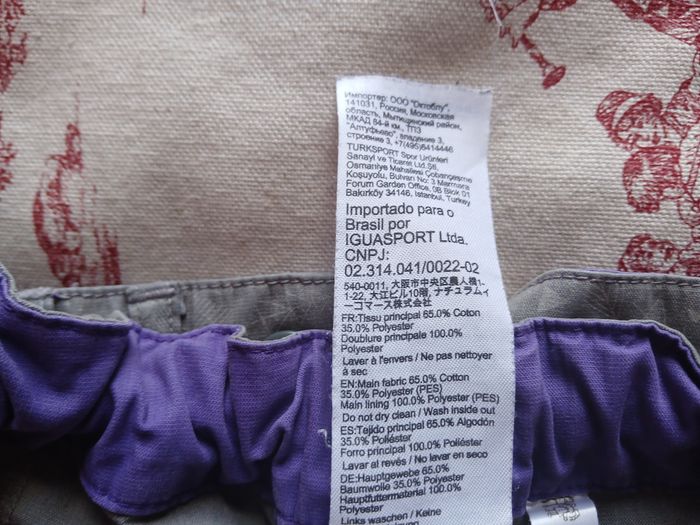 Импортер: ООО "Октоблу",
141031, Россия, Московская
область, Мытищинский район,
МКАД 84-й км., ТПЗ
"Алтуфьево", владение 3,
строение 3, +7(495)6414446
TURKSPORT Spor Urünleri
Sanayi ve Ticaret Ltd.Şti.
Osmaniye Mahallesi Çobançeşme
Koşuyolu, Bulvarı No: 3 Marmara
Forum Garden Office, 0B Blok 01
Bakırköy 34146, Istanbul, Turkey
Importado para o
Brasil por
IGUASPORT Ltda.
CNPJ:
02.314.041/0022-02
540-0011, 大阪市中央区農人橋1-
1-22, 大江ビル10階, ナチュラムイ
ーコマース株式会社
FR:Tissu principal 65.0% Coton
35.0% Polyester
Doublure principale 100.0%
Polyester
Laver à l'envers / Ne pas nettoyer
à sec
EN:Main fabric 65.0% Cotton
35.0% Polyester (PES)
Main lining 100.0% Polyester (PES)
Do not dry clean / Wash inside out
ES:Tejido principal 65.0% Algodón
35.0% Poliéster
Forro principal 100.0% Poliéster
Lavar al revés / No lavar en seco
DE:Hauptgewebe 65.0%
Baumwolle 35.0% Polyester
Hauptfuttermaterial 100.0%
Polyester
Links waschen / Keine